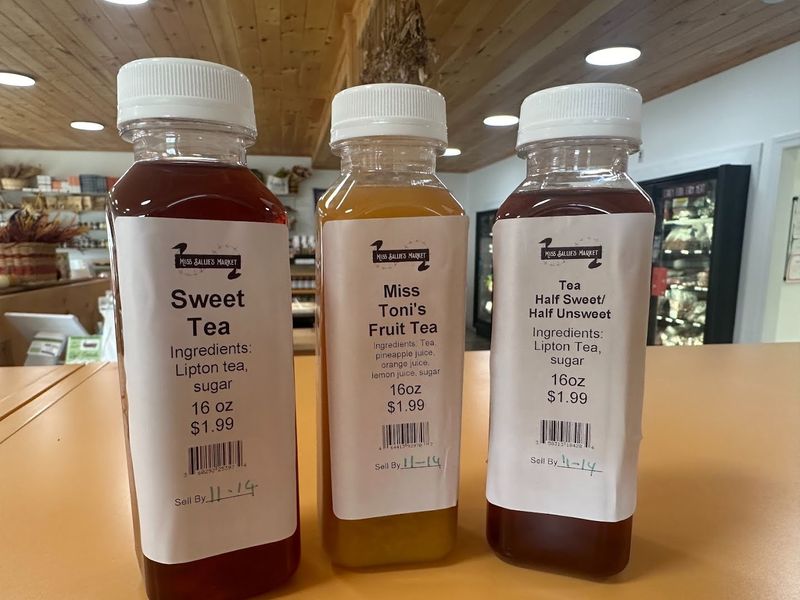 MISS SALLIE'S MARKET
Sweet
Tea
Ingredients:
Lipton tea,
sugar
16 oz
$1.99
Sell By 11-14
MISS SALLIE'S MARKET
Miss
Toni's
Fruit Tea
Ingredients: Tea
pineapple juice,
orange juice,
lemon juice, sugar
16oz
$1.99
Sell By 11-14
MISS SALLIE'S MARKET
Tea
Half Sweet/
Half Unsweet
Ingredients:
Lipton Tea,
sugar
16oz
$1.99
Sell By 11-14